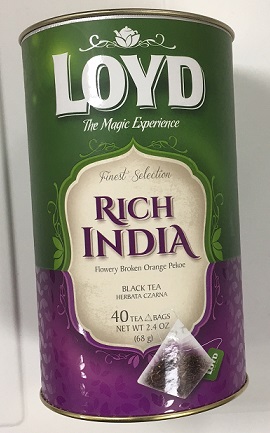 LOYD
The Magic Experience
Finest Selection
RICH
INDIA
Flowery Broken Orange Pekoe
BLACK TEA
HERBATA CZARNA
40 TEA BAGS
NET WT 2.4 OZ
(68 g)
LOYD